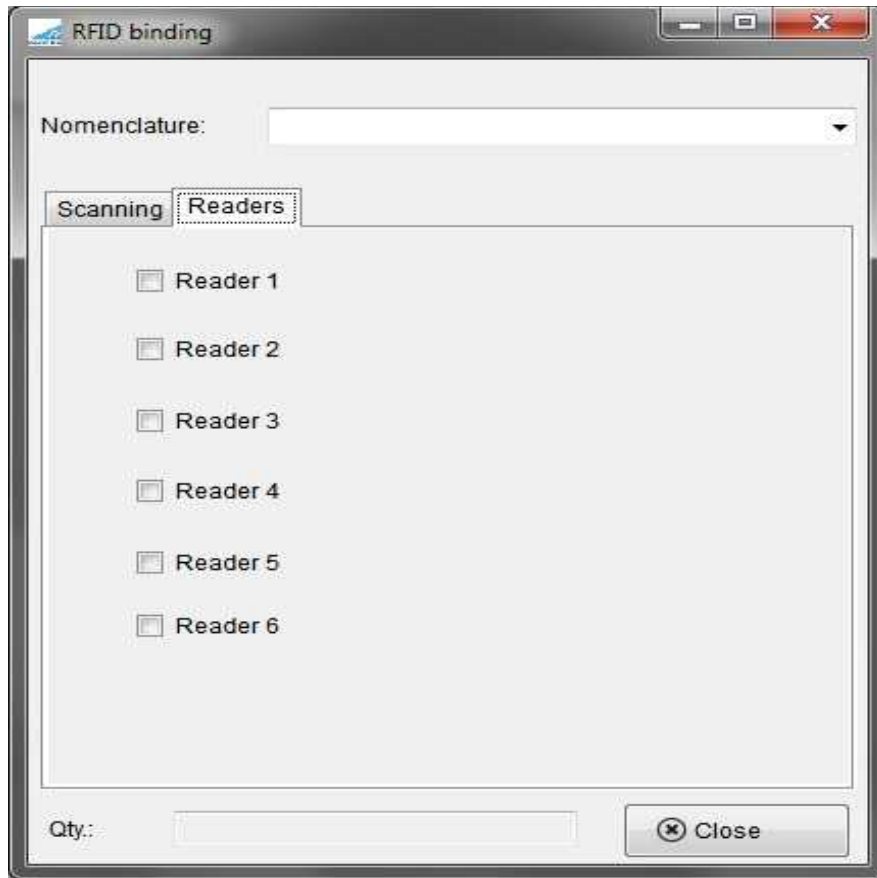 RFID binding
Nomenclature:
Scanning Readers
Reader 1
Reader 2
Reader 3
Reader 4
Reader 5
Reader 6
Qty.: Close